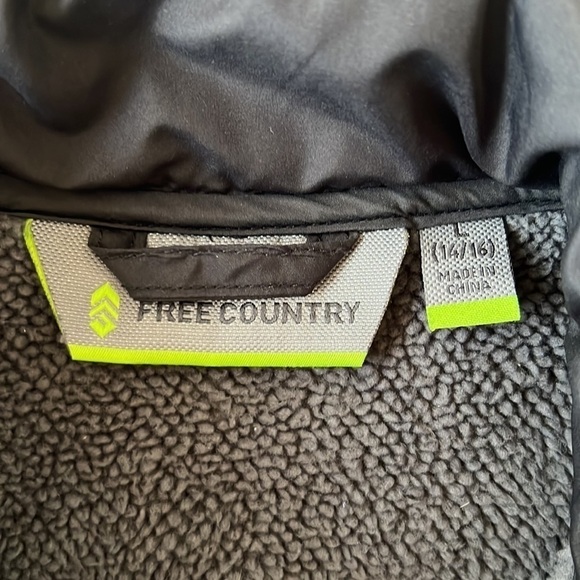 FREE COUNTRY
L
(14/16)
MADE IN
CHINA